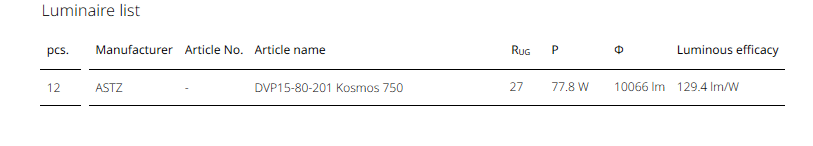 Luminaire list
pcs. Manufacturer Article No. Article name RUG P Φ Luminous efficacy
12 ASTZ - DVP15-80-201 Kosmos 750 27 77.8 W 10066 lm 129.4 lm/W